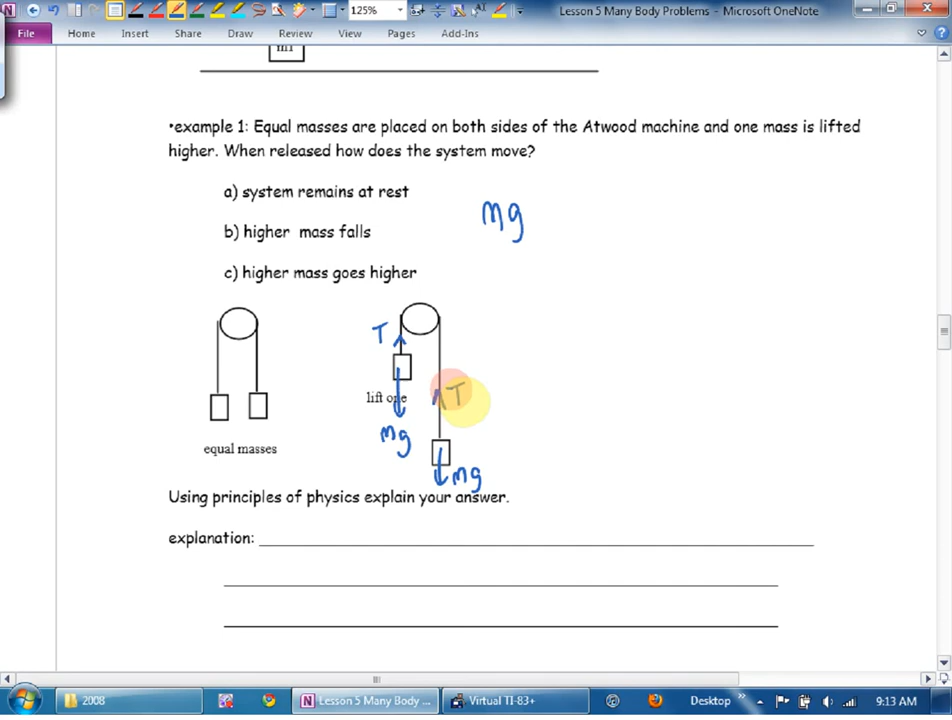 125%
Lesson 5 Many Body Problems - Microsoft OneNote
File Home Insert Share Draw Review View Pages Add-Ins
m1
•example 1: Equal masses are placed on both sides of the Atwood machine and one mass is lifted
higher. When released how does the system move?
a) system remains at rest
mg
b) higher mass falls
c) higher mass goes higher
T
lift one
T
mg
equal masses
mg
Using principles of physics explain your answer.
explanation:
2008
Lesson 5 Many Body ...
Virtual TI-83+
Desktop
9:13 AM